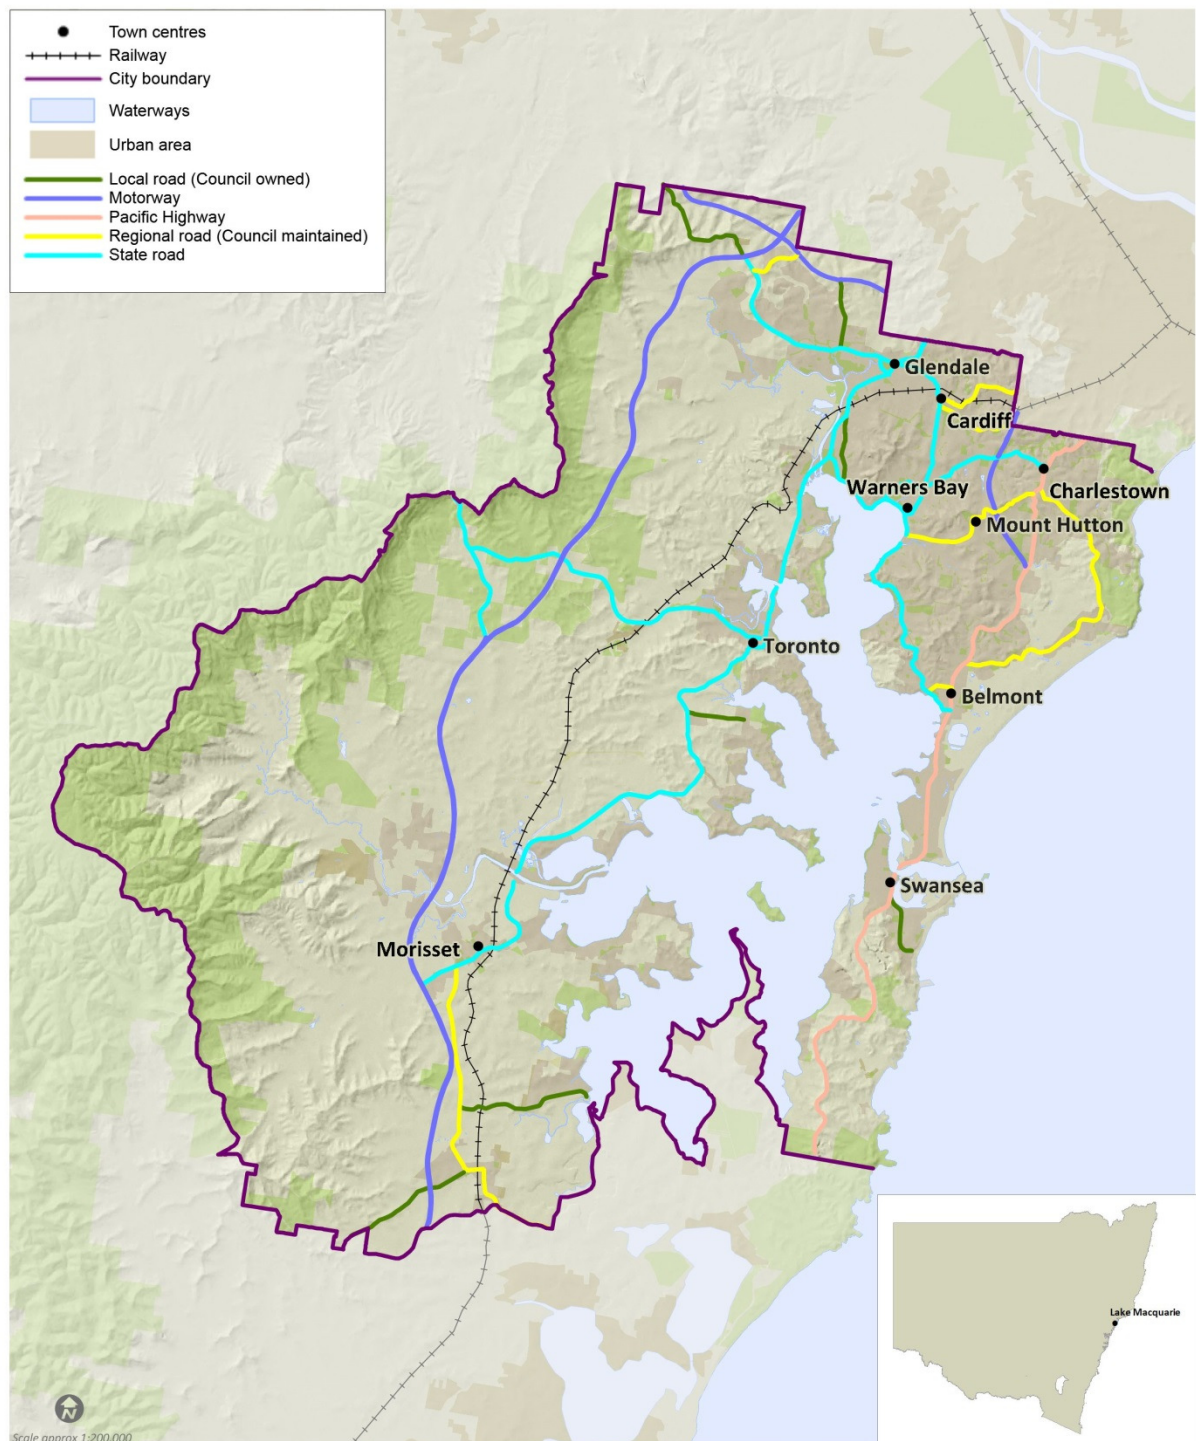 Town centres
Railway
City boundary
Waterways
Urban area
Local road (Council owned)
Motorway
Pacific Highway
Regional road (Council maintained)
State road
Glendale
Cardiff
Warners Bay
Charlestown
Mount Hutton
Toronto
Belmont
Swansea
Morisset
Lake Macquarie
N
Scale approx 1:200,000